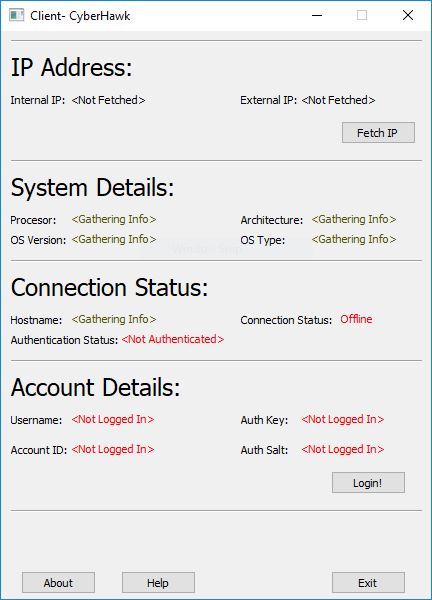 Client- CyberHawk
IP Address:
Internal IP: <Not Fetched> External IP: <Not Fetched>
Fetch IP
System Details:
Procesor: <Gathering Info> Architecture: <Gathering Info>
OS Version: <Gathering Info> OS Type: <Gathering Info>
Connection Status:
Hostname: <Gathering Info> Connection Status: Offline
Authentication Status: <Not Authenticated>
Account Details:
Username: <Not Logged In> Auth Key: <Not Logged In>
Account ID: <Not Logged In> Auth Salt: <Not Logged In>
Login!
About Help Exit